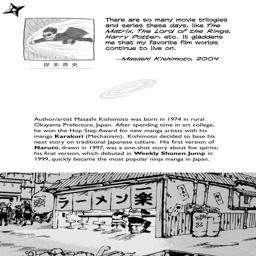 There are so many movie trilogies
and series these days, like The
Matrix, The Lord of the Rings,
Harry Potter, etc. It gladdens
me that my favorite film worlds
continue to live on.
—Masashi Kishimoto, 2004
岸本斉史
Author/artist Masashi Kishimoto was born in 1974 in rural
Okayama Prefecture, Japan. After spending time in art college,
he won the Hop Step Award for new manga artists with his
manga Karakuri (Mechanism). Kishimoto decided to base his
next story on traditional Japanese culture. His first version of
Naruto, drawn in 1997, was a one-shot story about fox spirits;
his final version, which debuted in Weekly Shonen Jump in
1999, quickly became the most popular ninja manga in Japan.
ラーメン 楽